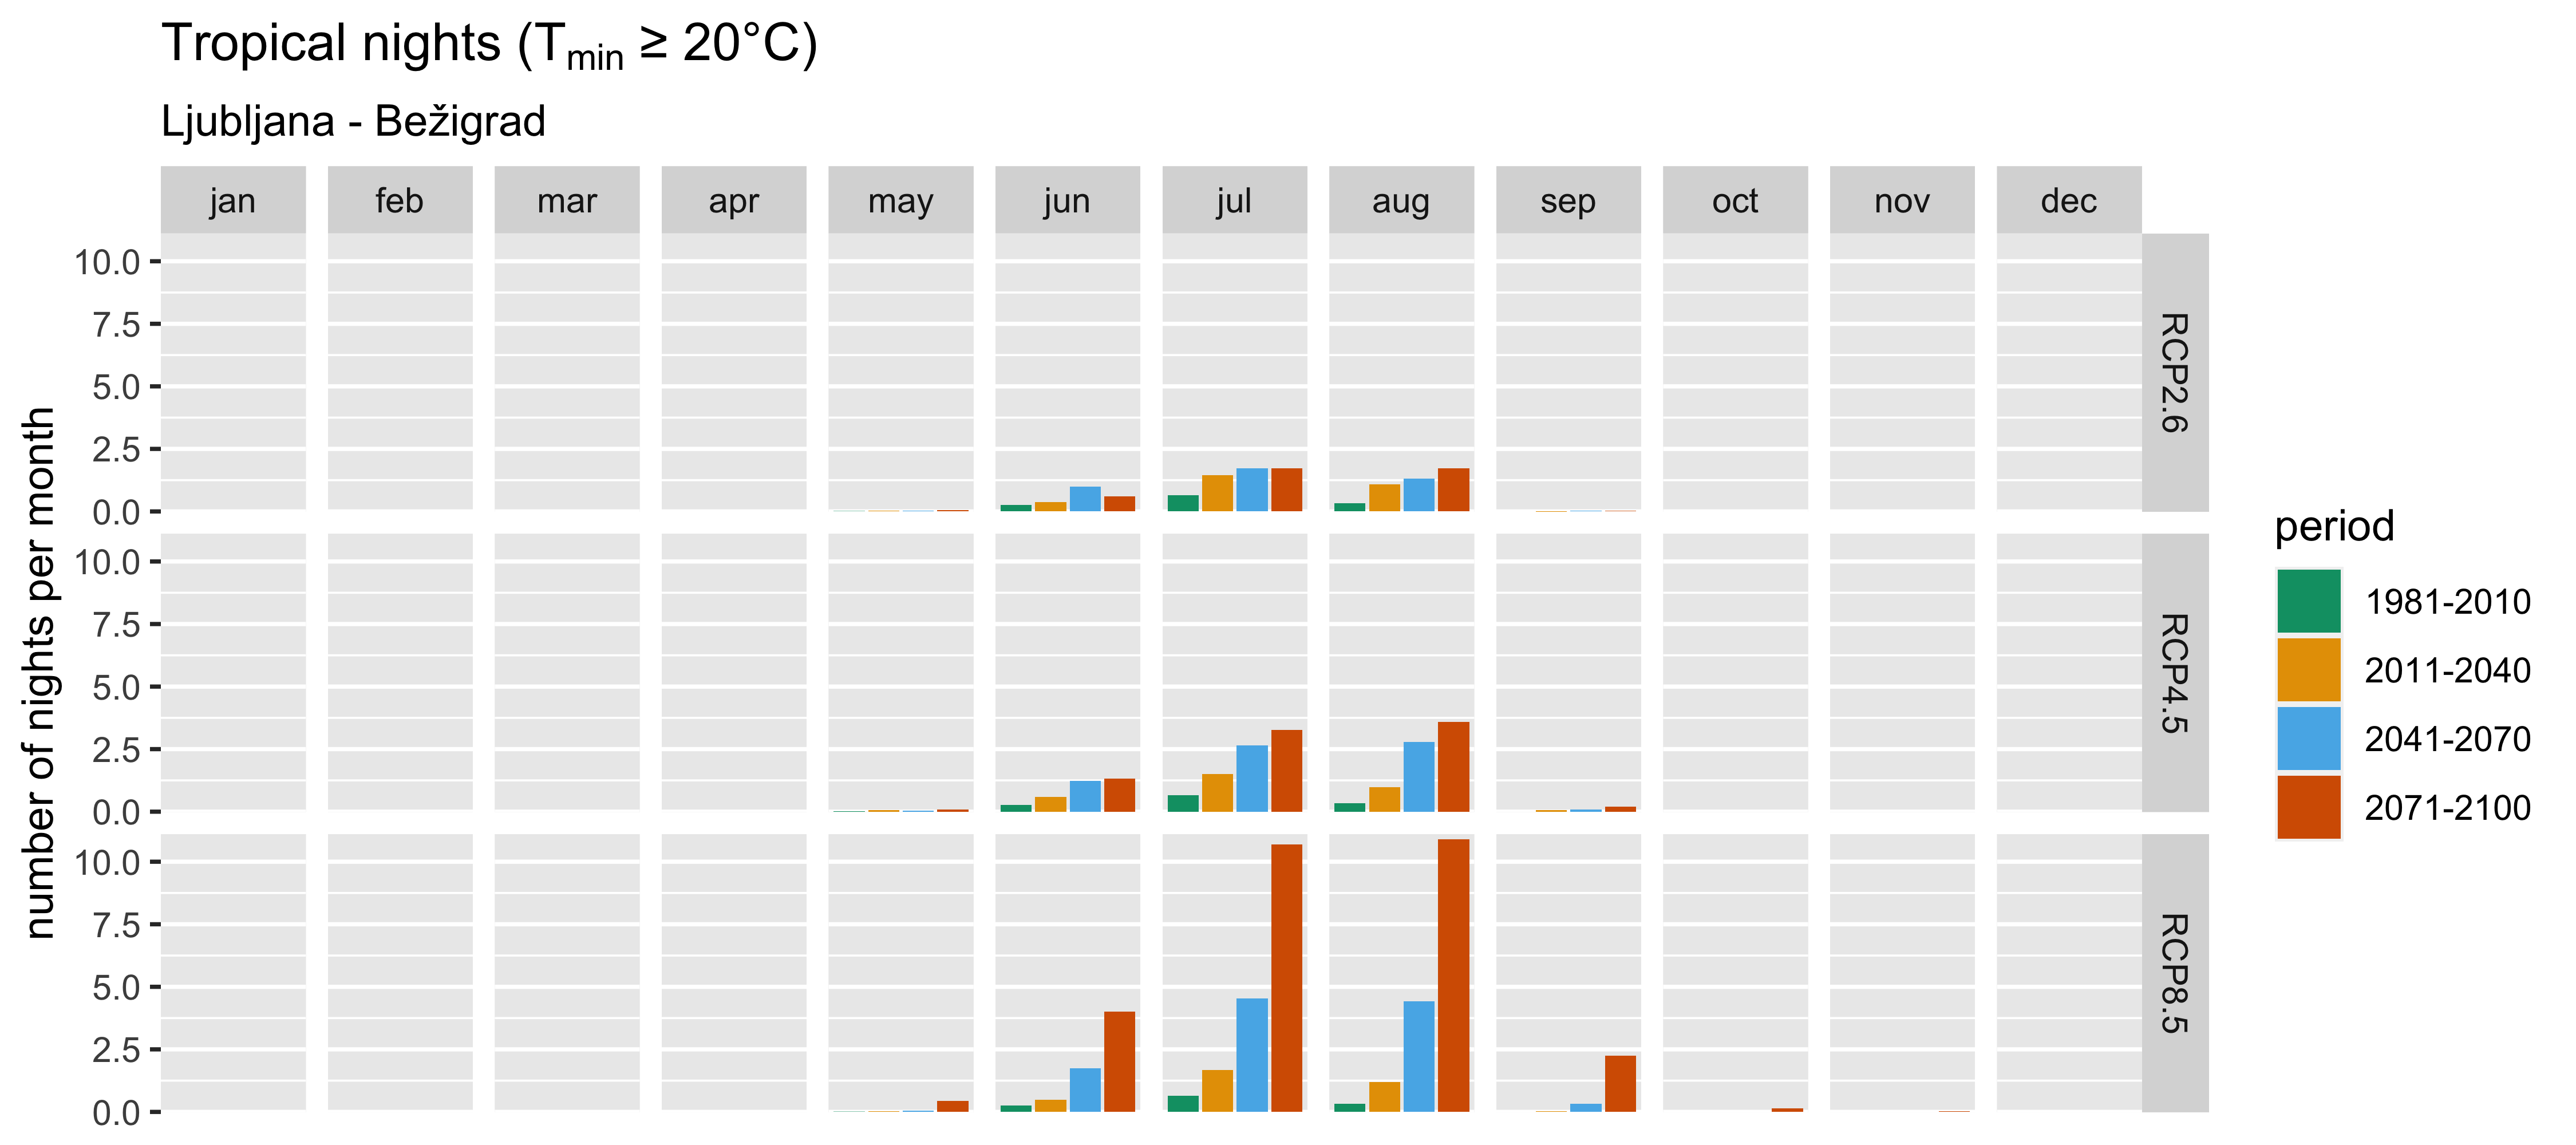 Tropical nights (Tmin ≥ 20°C)
Ljubljana - Bežigrad
jan feb mar apr may jun jul aug sep oct nov dec
number of nights per month
10.0
7.5
5.0
2.5
0.0
RCP2.6
10.0
7.5
5.0
2.5
0.0
RCP4.5
10.0
7.5
5.0
2.5
0.0
RCP8.5
period
1981-2010
2011-2040
2041-2070
2071-2100